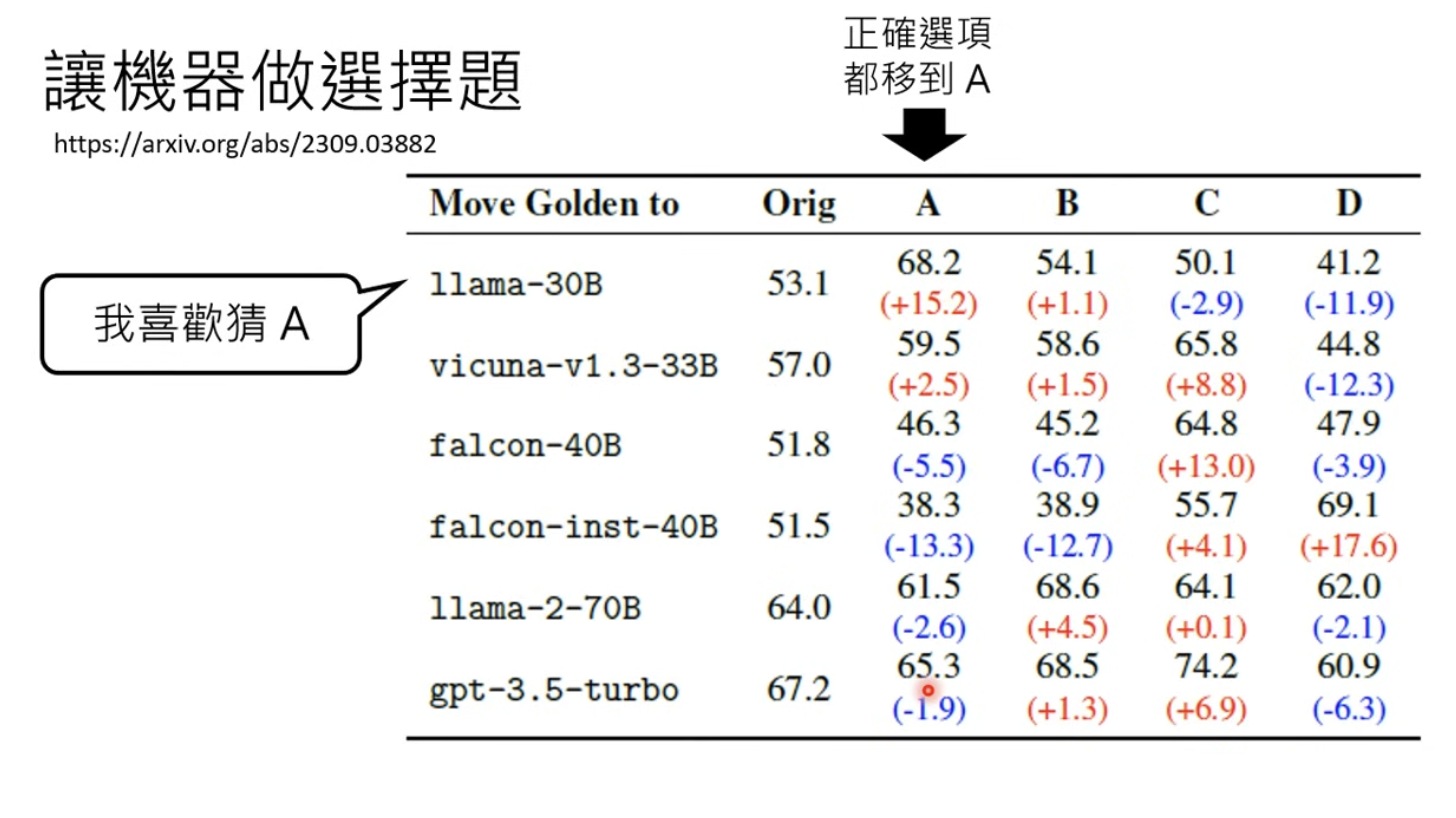 正確選項
都移到 A
讓機器做選擇題
https://arxiv.org/abs/2309.03882
Move Golden to Orig A B C D
我喜歡猜 A
llama-30B 53.1 68.2 54.1 50.1 41.2
(+15.2) (+1.1) (-2.9) (-11.9)
vicuna-v1.3-33B 57.0 59.5 58.6 65.8 44.8
(+2.5) (+1.5) (+8.8) (-12.3)
falcon-40B 51.8 46.3 45.2 64.8 47.9
(-5.5) (-6.7) (+13.0) (-3.9)
falcon-inst-40B 51.5 38.3 38.9 55.7 69.1
(-13.3) (-12.7) (+4.1) (+17.6)
llama-2-70B 64.0 61.5 68.6 64.1 62.0
(-2.6) (+4.5) (+0.1) (-2.1)
gpt-3.5-turbo 67.2 65.3 68.5 74.2 60.9
(-1.9) (+1.3) (+6.9) (-6.3)